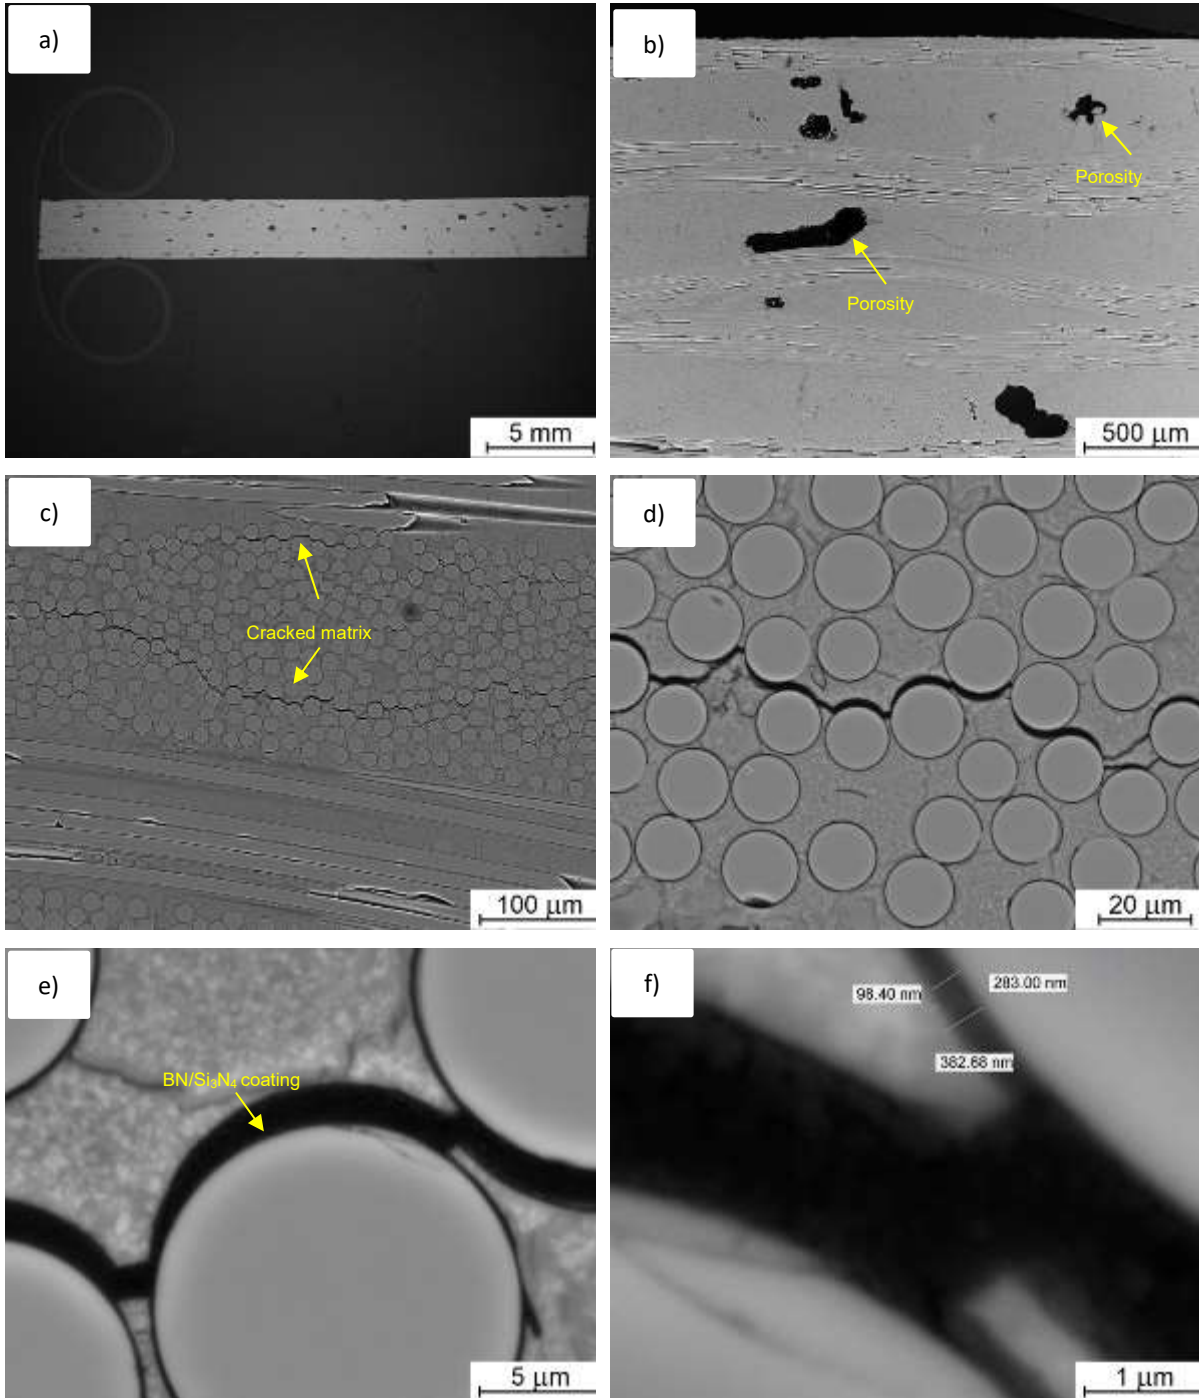 a)
5 mm
b)
Porosity
Porosity
500 µm
c)
Cracked matrix
100 µm
d)
20 µm
e)
BN/Si₃N₄ coating
5 µm
f)
98.40 nm
283.00 nm
382.68 nm
1 µm